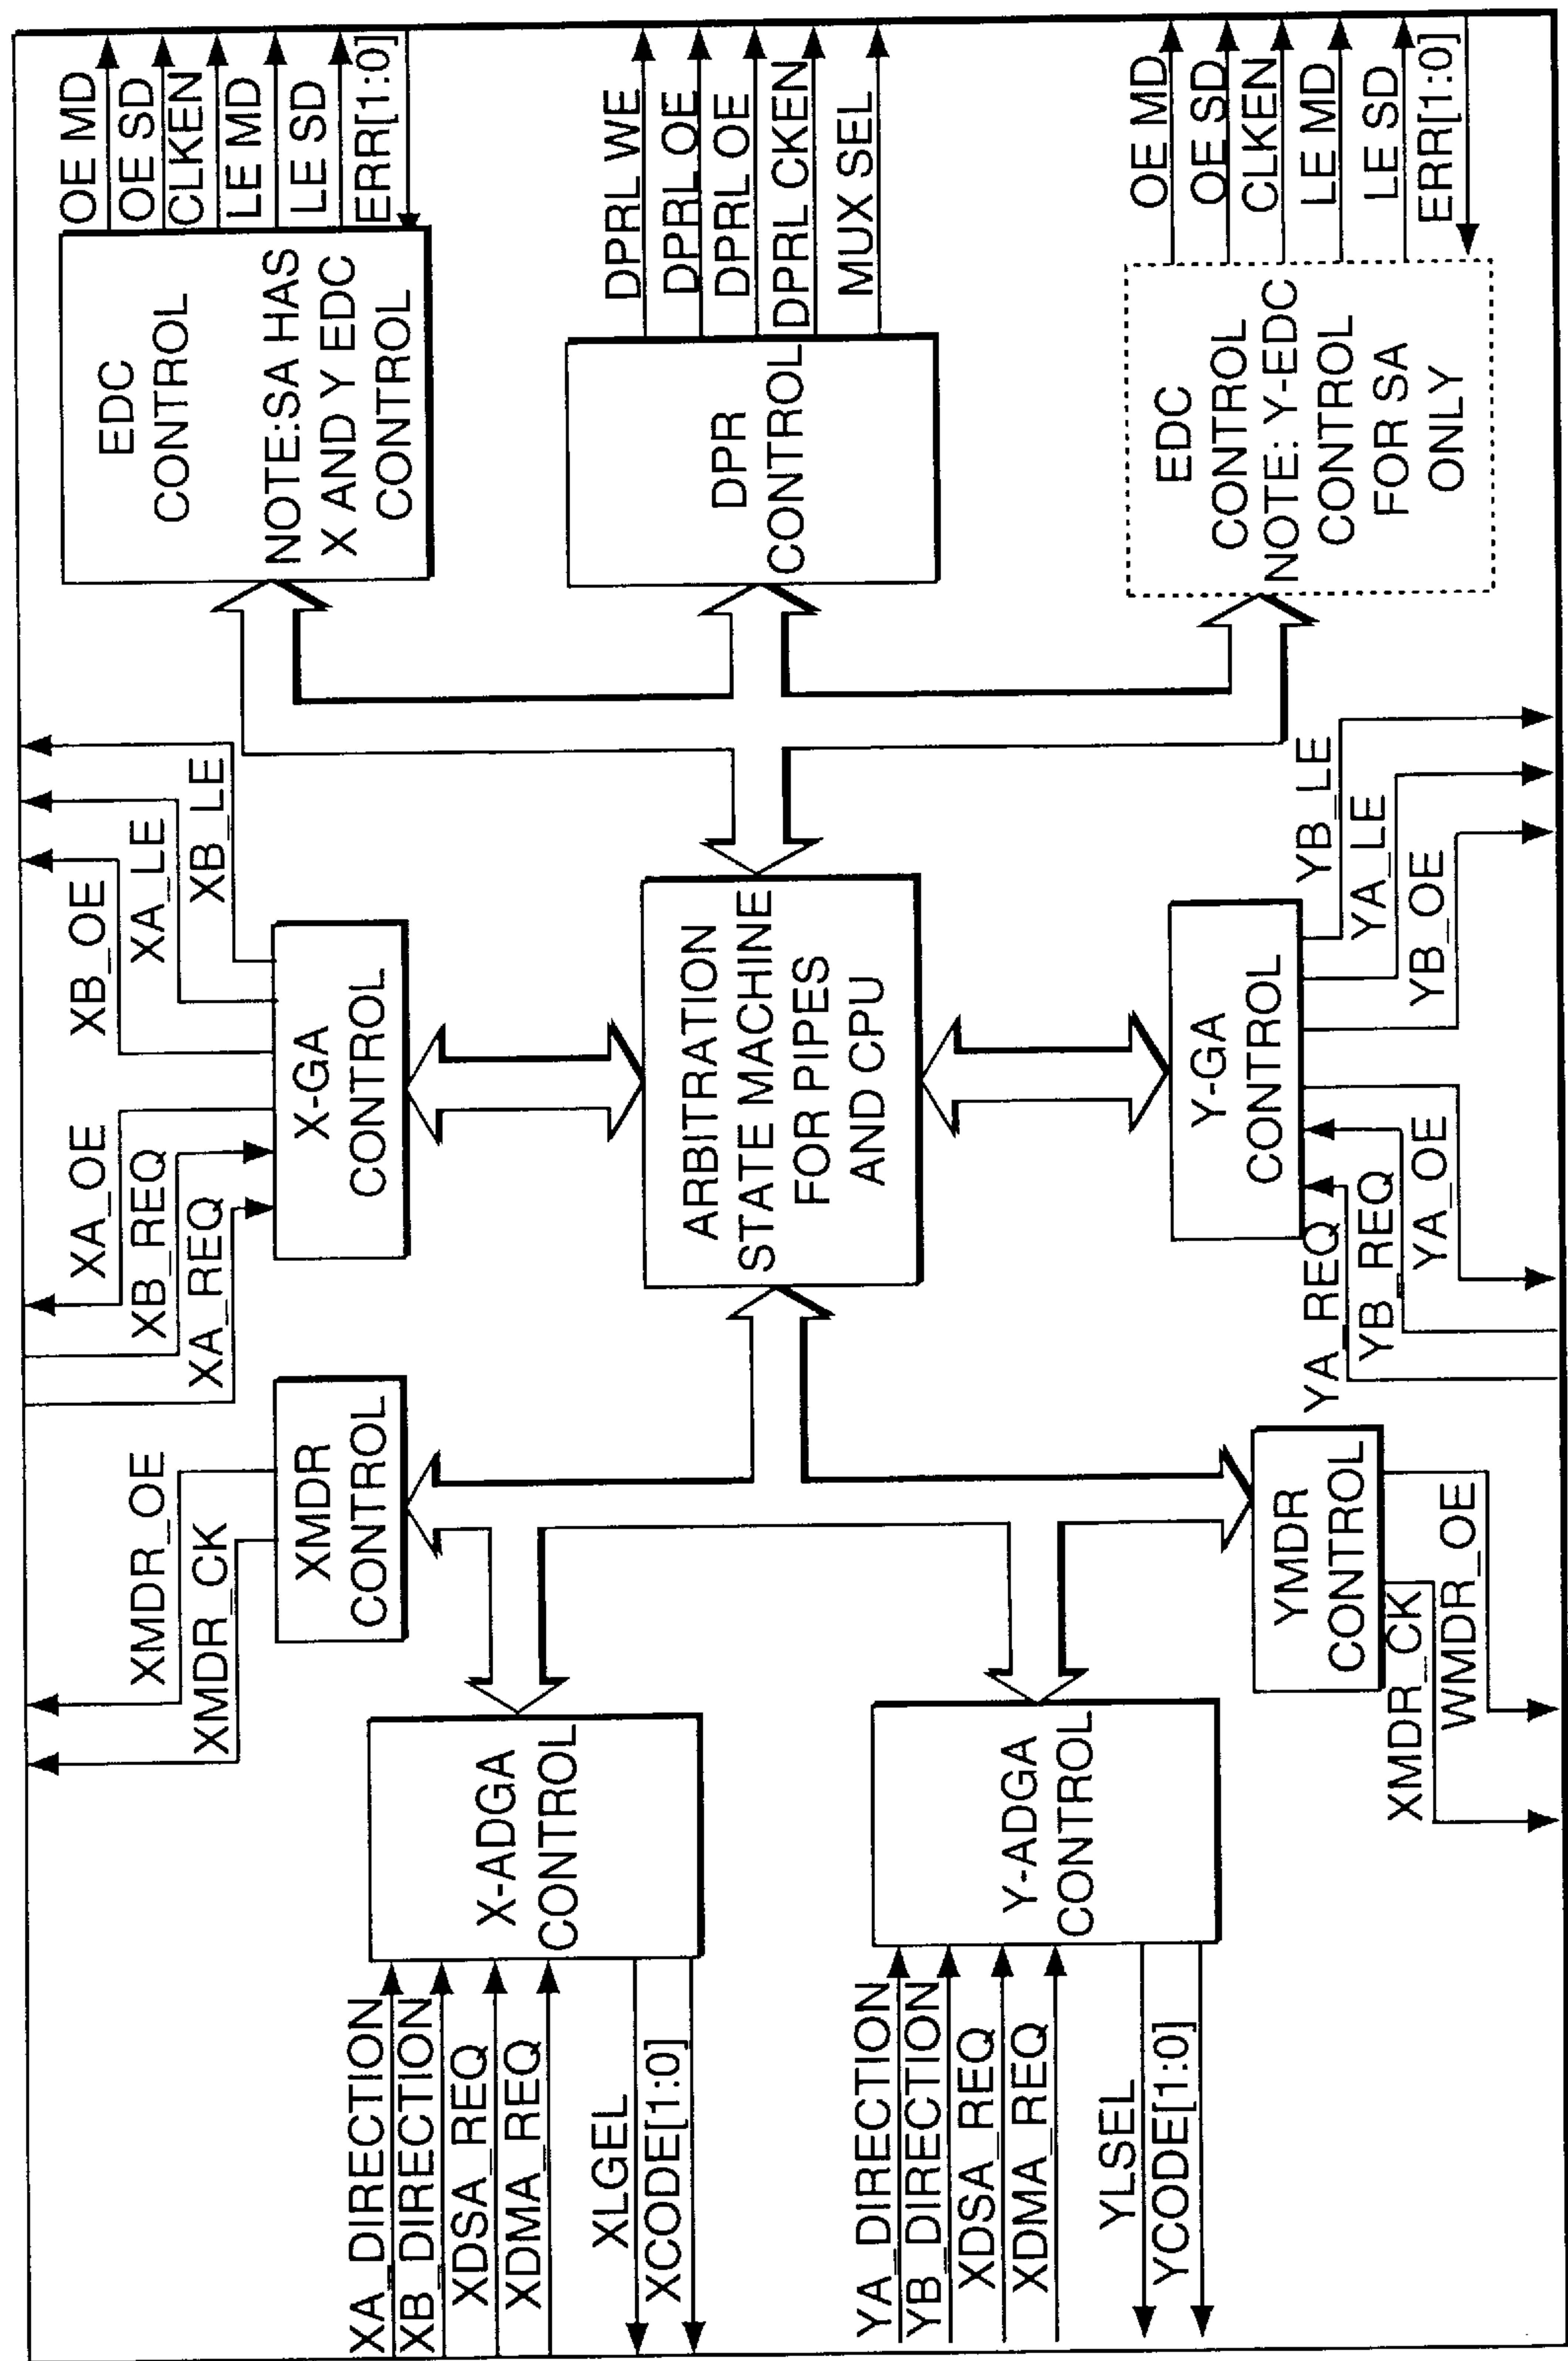 XA_DIRECTION
XB_DIRECTION
XDSA_REQ
XDMA_REQ
XLGEL
XCODE[1:0]
X-ADGA
CONTROL
YA_DIRECTION
YB_DIRECTION
XDSA_REQ
XDMA_REQ
YLSEL
YCODE[1:0]
Y-ADGA
CONTROL
XMDR_OE
XMDR_CK
XMDR
CONTROL
YMDR
CONTROL
XMDR_CK
WMDR_OE
XA_OE
XB_REQ
XA_REQ
XB_OE
XA_LE
XB_LE
X-GA
CONTROL
ARBITRATION
STATE MACHINE
FOR PIPES
AND CPU
Y-GA
CONTROL
YA_REQ
YB_REQ
YA_OE
YB_LE
YA_LE
YB_OE
EDC
CONTROL
NOTE:SA HAS
X AND Y EDC
CONTROL
OE MD
OE SD
CLKEN
LE MD
LE SD
ERR[1:0]
DPR
CONTROL
DPRL WE
DPRL OE
DPRL OE
DPRL CKEN
MUX SEL
EDC
CONTROL
NOTE: Y-EDC
CONTROL
FOR SA
ONLY
OE MD
OE SD
CLKEN
LE MD
LE SD
ERR[1:0]